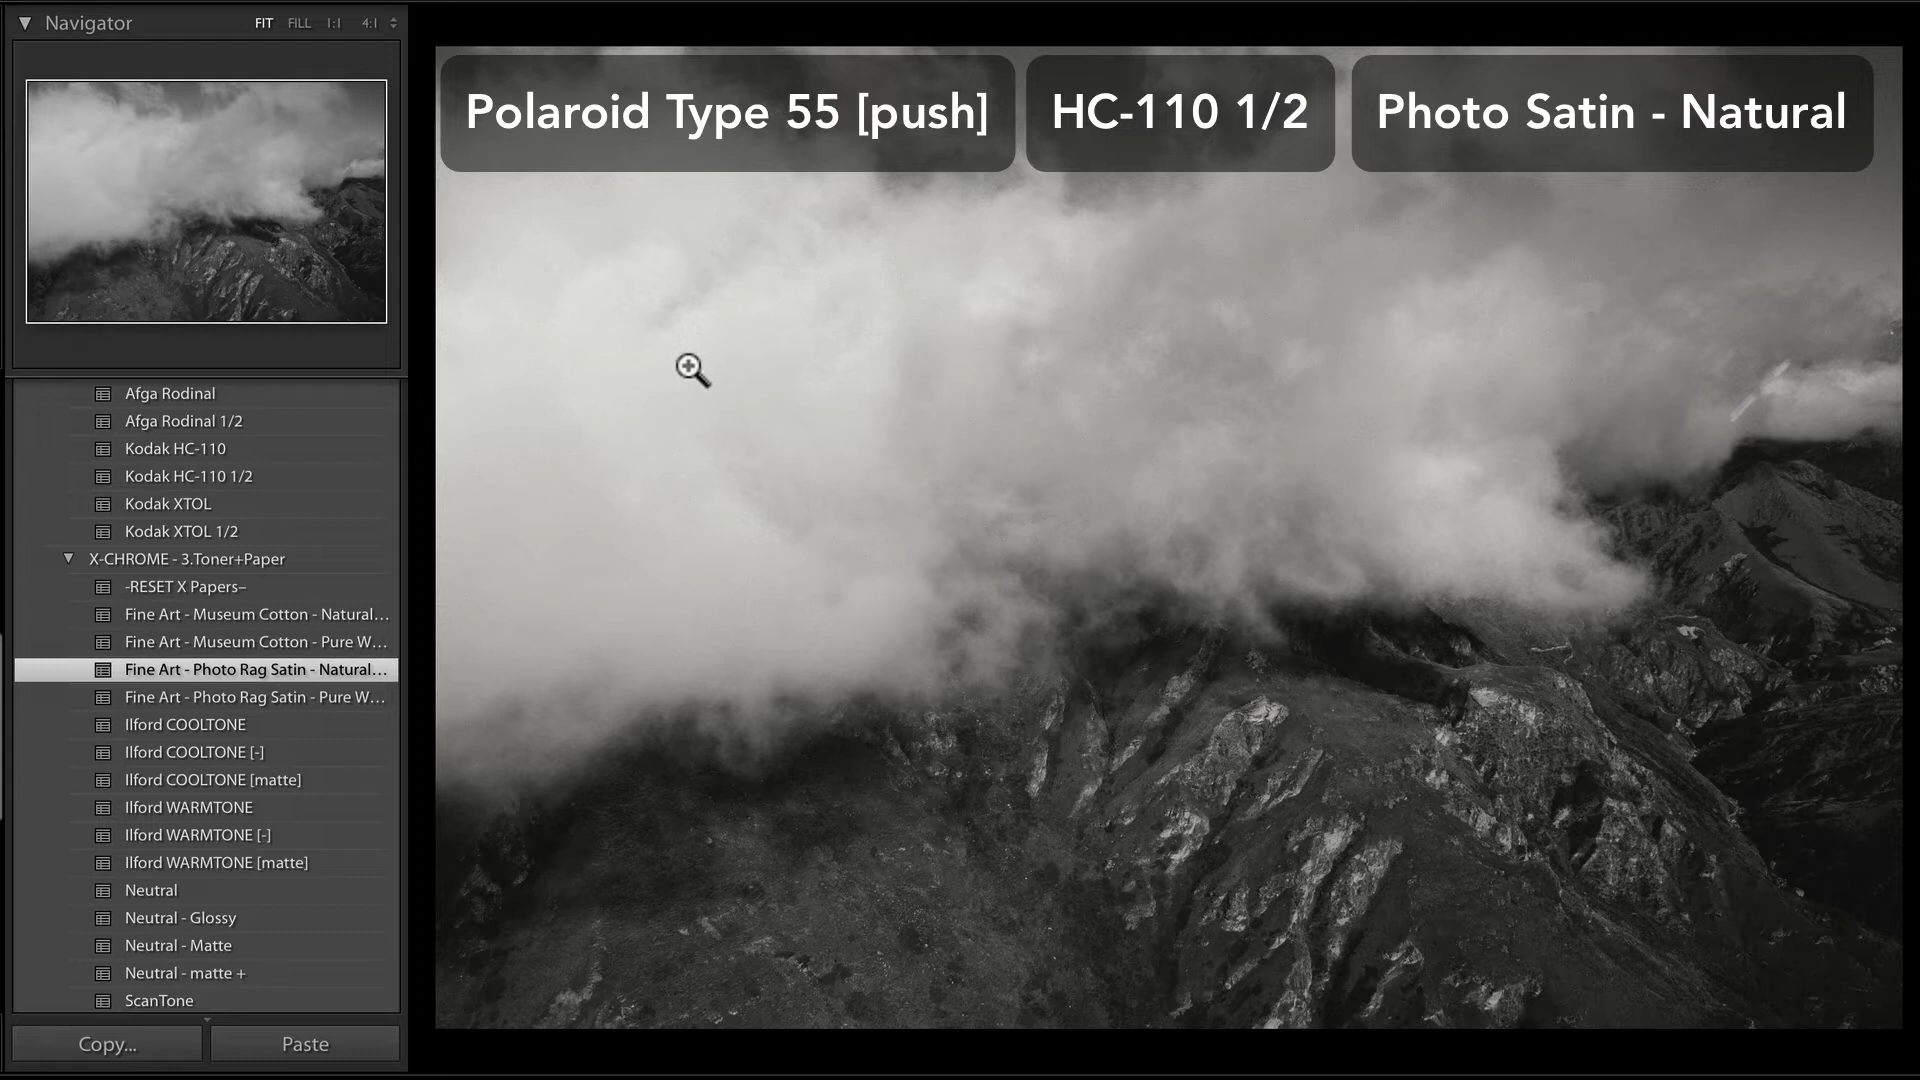 Navigator
FIT FILL 1:1 4:1
Polaroid Type 55 [push]
HC-110 1/2
Photo Satin - Natural
Afga Rodinal
Afga Rodinal 1/2
Kodak HC-110
Kodak HC-110 1/2
Kodak XTOL
Kodak XTOL 1/2
X-CHROME - 3.Toner+Paper
-RESET X Papers–
Fine Art - Museum Cotton - Natural...
Fine Art - Museum Cotton - Pure W...
Fine Art - Photo Rag Satin - Natural...
Fine Art - Photo Rag Satin - Pure W...
Ilford COOLTONE
Ilford COOLTONE [-]
Ilford COOLTONE [matte]
Ilford WARMTONE
Ilford WARMTONE [-]
Ilford WARMTONE [matte]
Neutral
Neutral - Glossy
Neutral - Matte
Neutral - matte +
ScanTone
Copy...
Paste